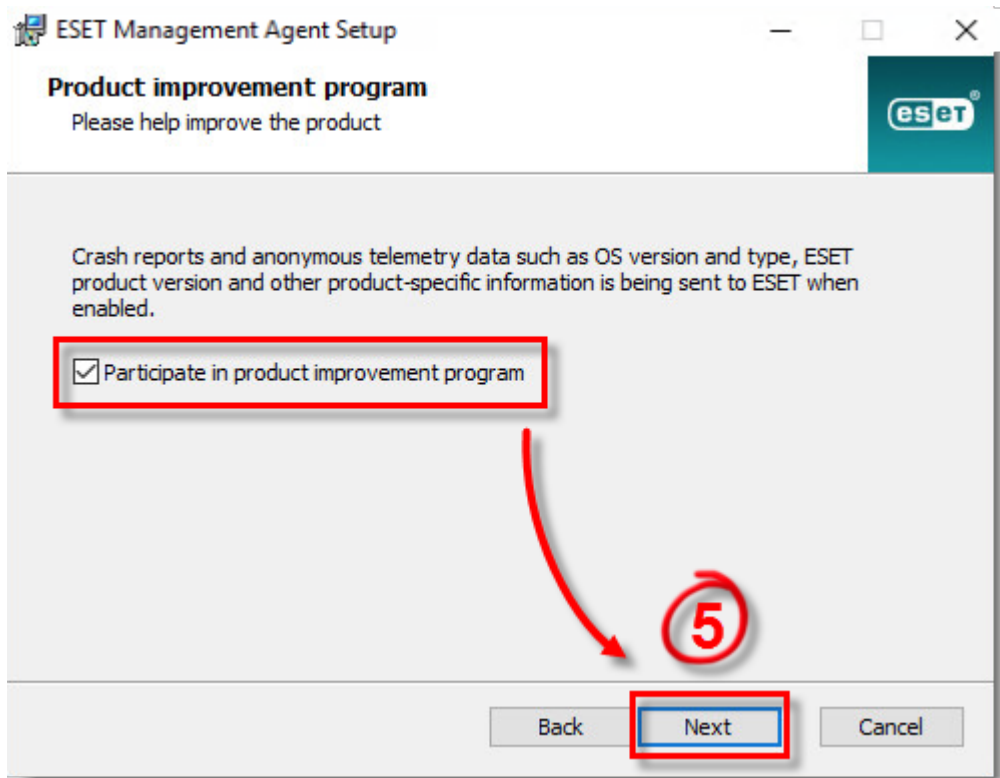 ESET Management Agent Setup
Product improvement program
Please help improve the product
eset®
Crash reports and anonymous telemetry data such as OS version and type, ESET
product version and other product-specific information is being sent to ESET when
enabled.
Participate in product improvement program
5
Back Next Cancel